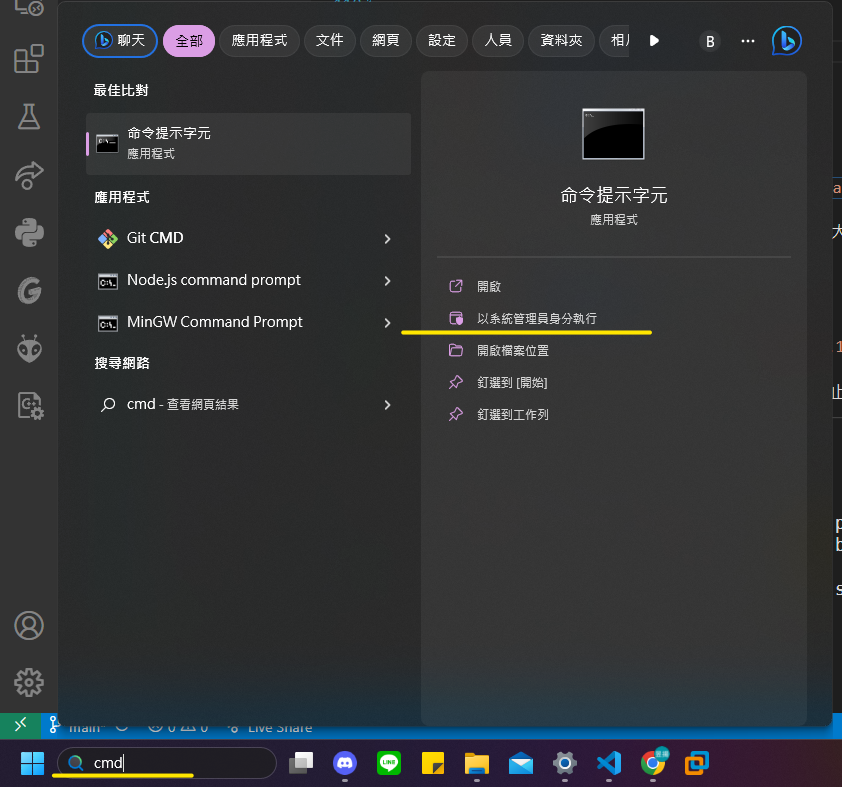 聊天 全部 應用程式 文件 網頁 設定 人員 資料夾 B
最佳比對
命令提示字元
應用程式
應用程式
Git CMD
Node.js command prompt
MinGW Command Prompt
搜尋網路
cmd - 查看網頁結果
命令提示字元
應用程式
開啟
以系統管理員身分執行
開啟檔案位置
釘選到 [開始]
釘選到工作列
main 0 0 Live Share
cmd